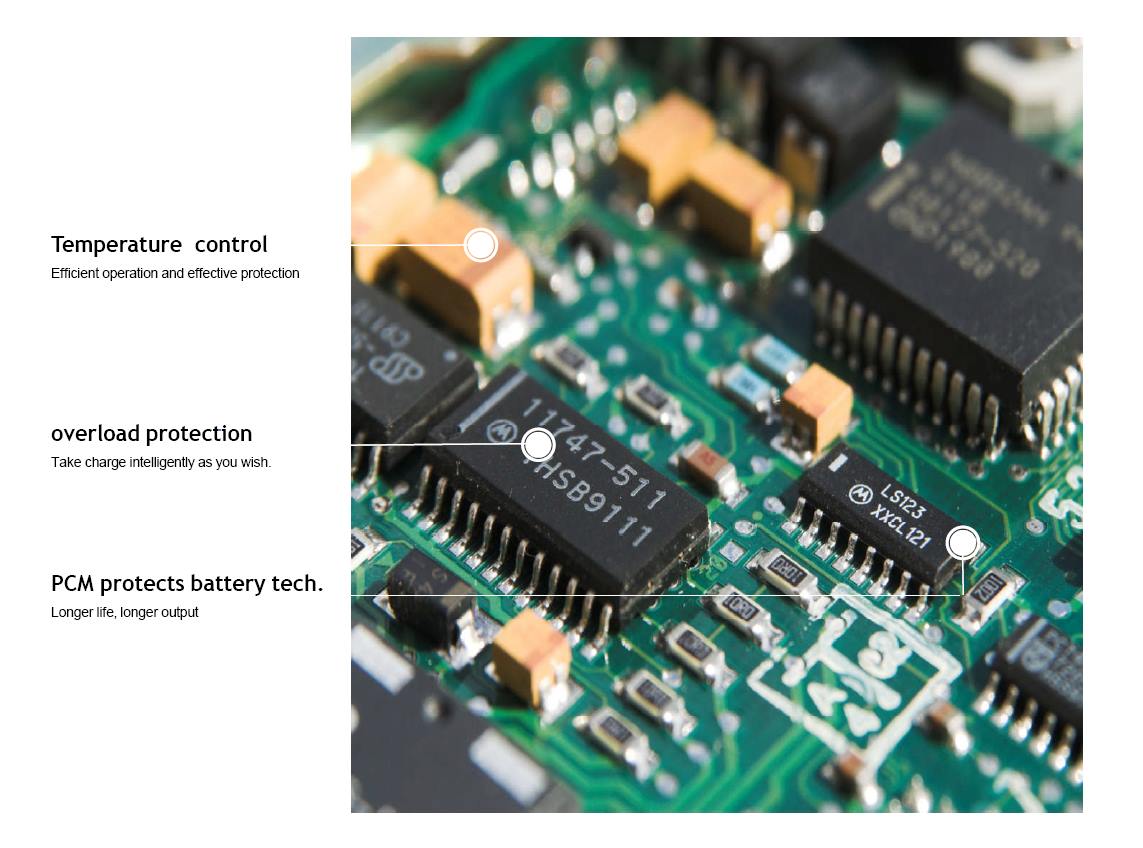 Temperature control
Efficient operation and effective protection
overload protection
Take charge intelligently as you wish.
PCM protects battery tech.
Longer life, longer output
11747-511
HSB9111
LS123
XXCL121